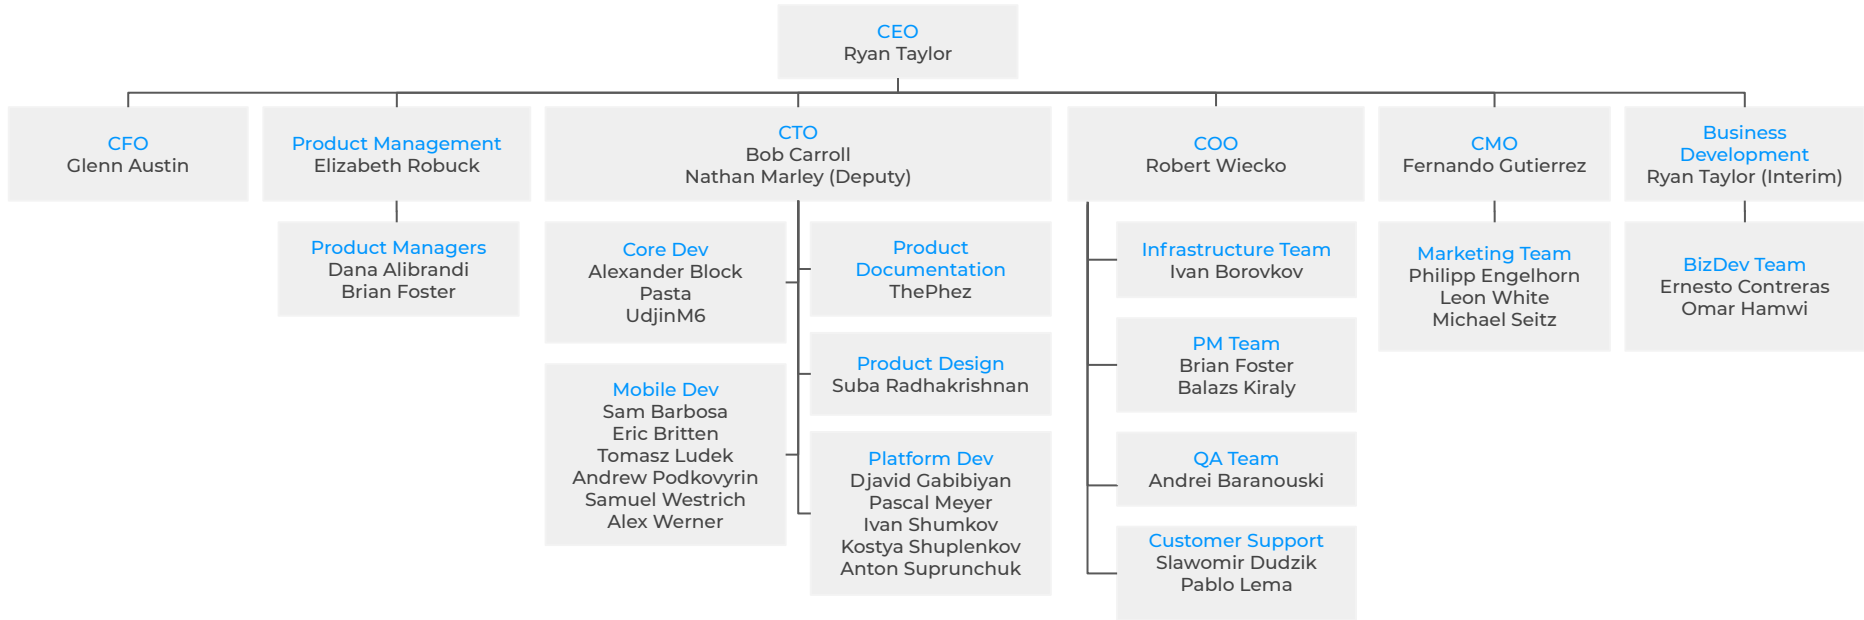 CEO
Ryan Taylor
CFO
Glenn Austin
Product Management
Elizabeth Robuck
Product Managers
Dana Alibrandi
Brian Foster
CTO
Bob Carroll
Nathan Marley (Deputy)
Core Dev
Alexander Block
Pasta
UdjinM6
Mobile Dev
Sam Barbosa
Eric Britten
Tomasz Ludek
Andrew Podkovyrin
Samuel Westrich
Alex Werner
Product
Documentation
ThePhez
Product Design
Suba Radhakrishnan
Platform Dev
Djavid Gabibiyan
Pascal Meyer
Ivan Shumkov
Kostya Shuplenkov
Anton Suprunchuk
COO
Robert Wiecko
Infrastructure Team
Ivan Borovkov
PM Team
Brian Foster
Balazs Kiraly
QA Team
Andrei Baranouski
Customer Support
Slawomir Dudzik
Pablo Lema
CMO
Fernando Gutierrez
Marketing Team
Philipp Engelhorn
Leon White
Michael Seitz
Business
Development
Ryan Taylor (Interim)
BizDev Team
Ernesto Contreras
Omar Hamwi